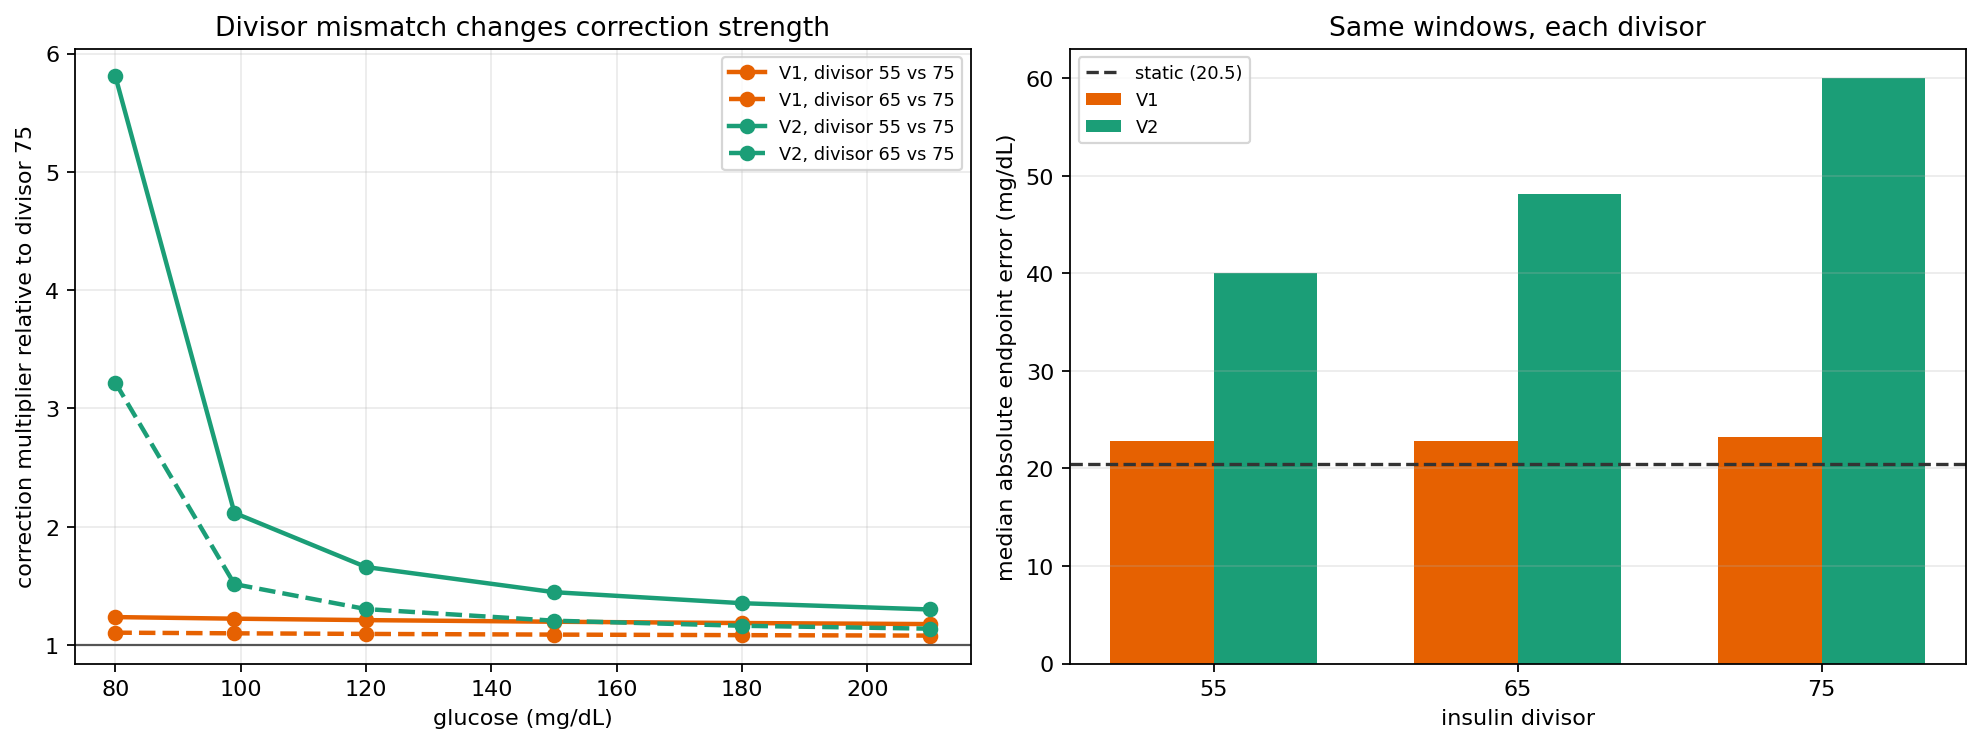 Divisor mismatch changes correction strength
correction multiplier relative to divisor 75
6
5
4
3
2
1
V1, divisor 55 vs 75
V1, divisor 65 vs 75
V2, divisor 55 vs 75
V2, divisor 65 vs 75
80
100
120
140
160
180
200
glucose (mg/dL)
Same windows, each divisor
median absolute endpoint error (mg/dL)
60
50
40
30
20
10
0
static (20.5)
V1
V2
55
65
75
insulin divisor